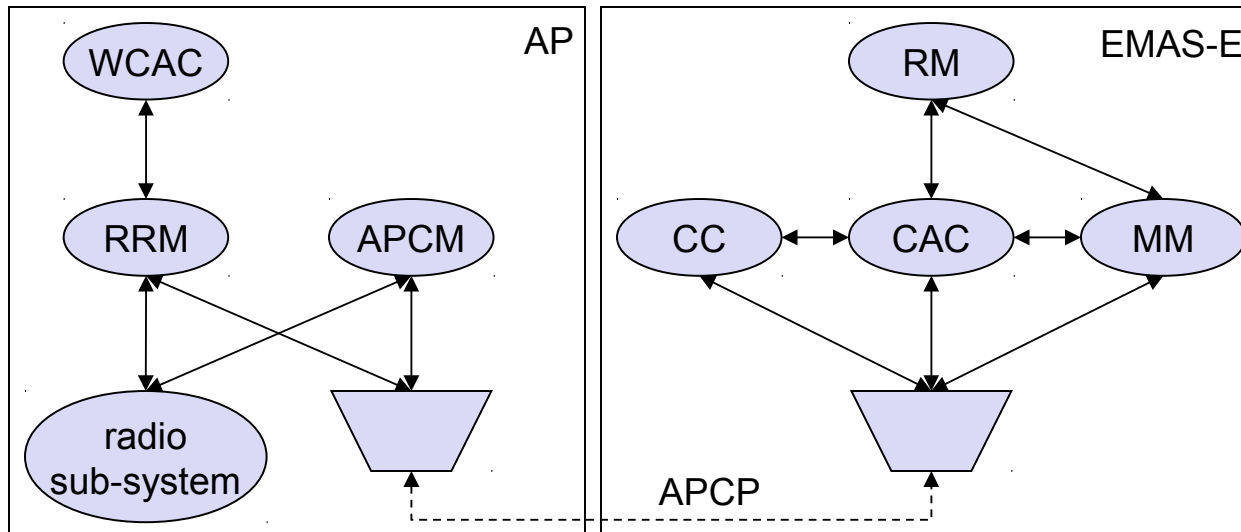 AP
WCAC
RRM
APCM
radio
sub-system
EMAS-E
RM
CC
CAC
MM
APCP